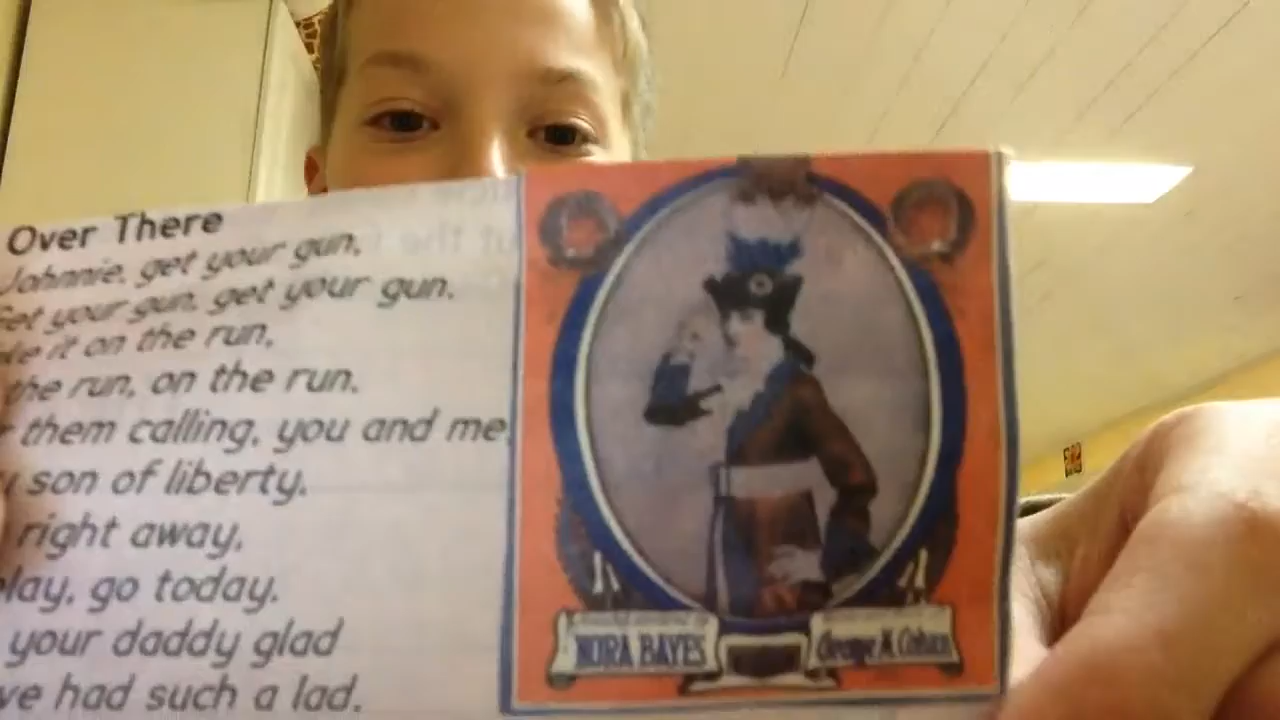 Over There
Johnnie, get your gun,
Get your gun, get your gun.
it on the run,
the run, on the run.
them calling, you and me,
son of liberty.
right away,
go today.
your daddy glad
had such a lad.
NORA BAYES
George M. Cohan